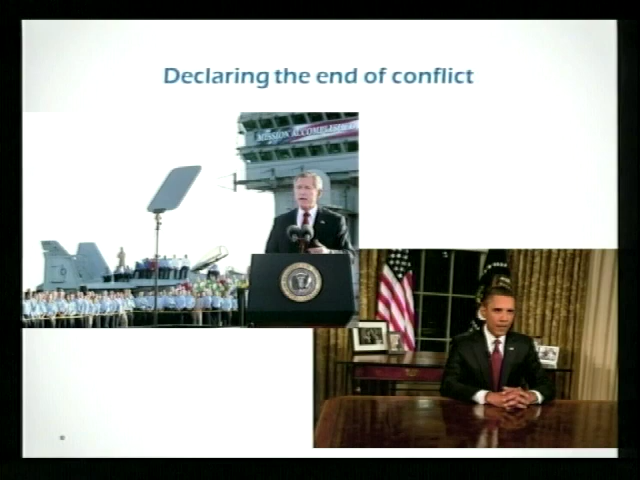 Declaring the end of conflict
MISSION ACCOMPLISHED